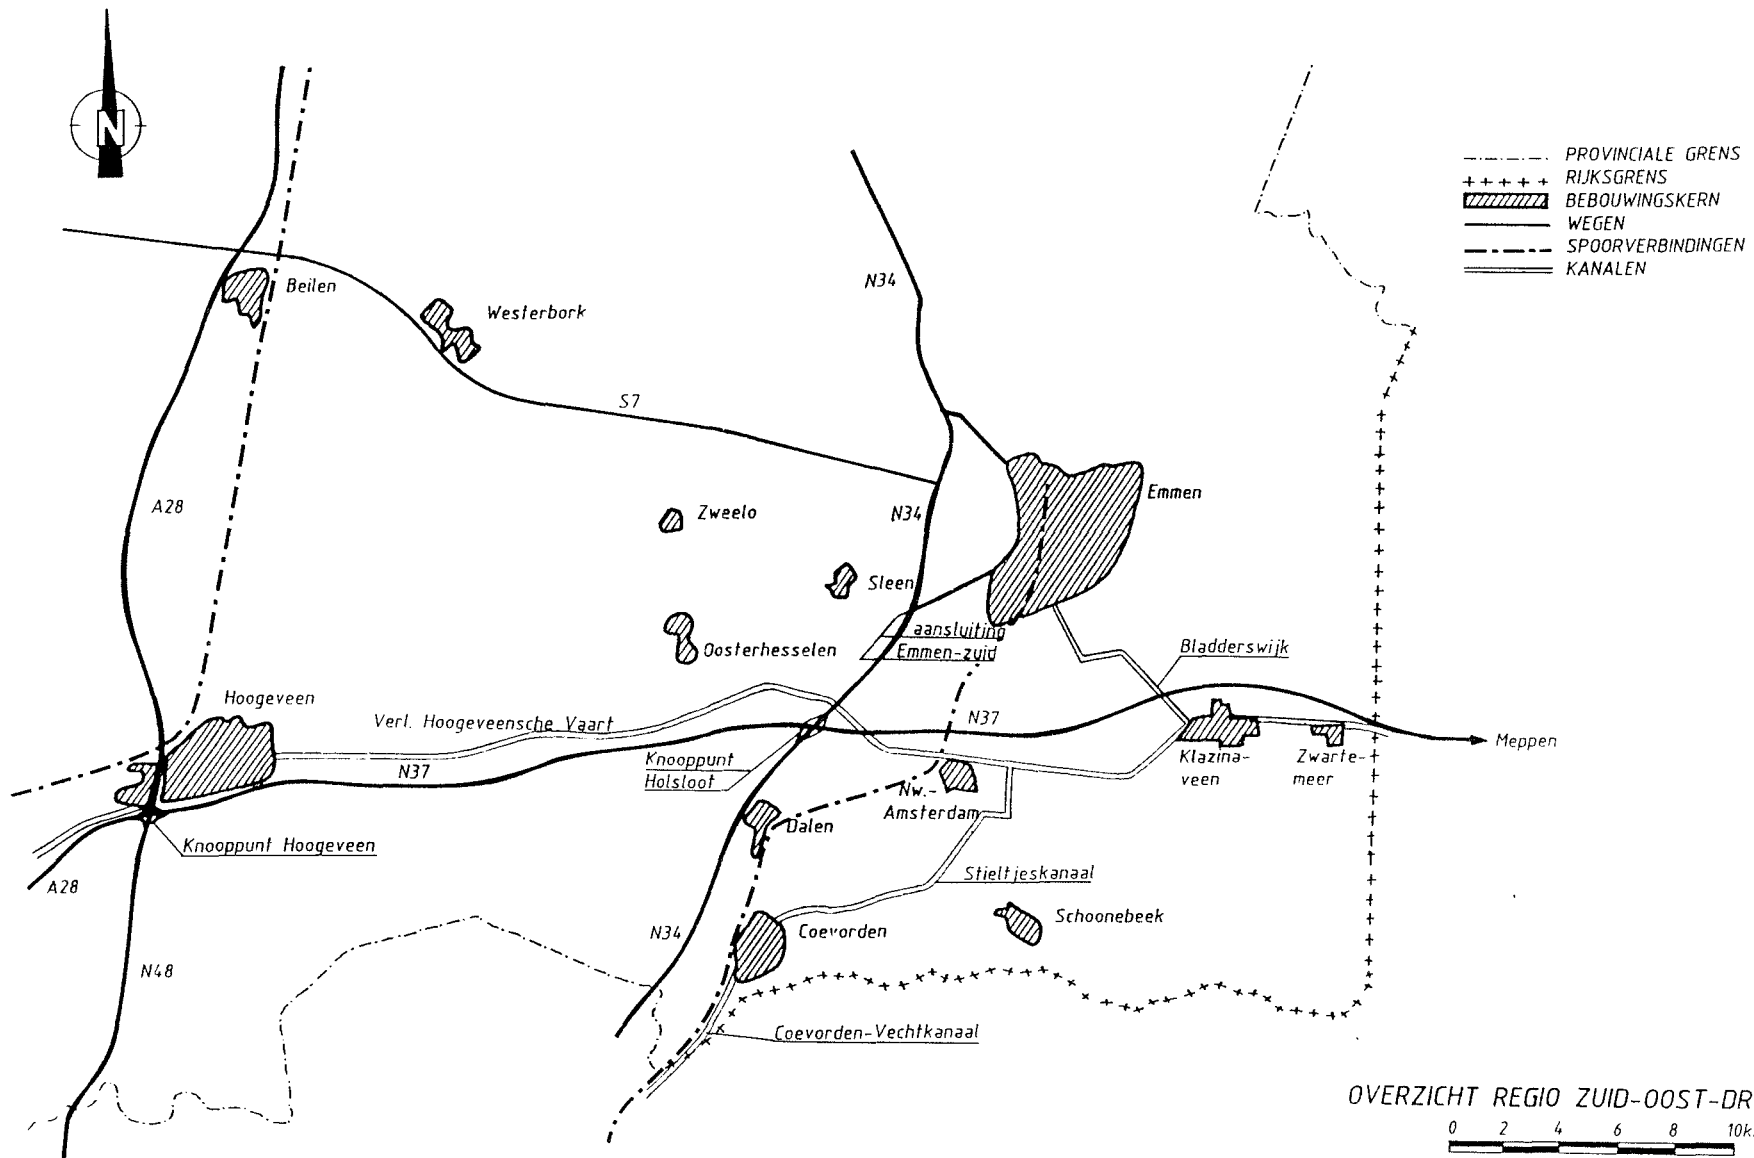 N
PROVINCIALE GRENS
RIJKSGRENS
BEBOUWINGSKERN
WEGEN
SPOORVERBINDINGEN
KANALEN
Beilen
Westerbork
N34
S7
A28
Zweelo
N34
Emmen
Sleen
aansluiting
Emmen-zuid
Oosterhesselen
Bladderswijk
Hoogeveen
Verl. Hoogeveensche Vaart
N37
N37
Knooppunt
Holsloot
Klazina-
veen
Zwarte-
meer
Meppen
Nw.-
Amsterdam
Dalen
Knooppunt Hoogeveen
A28
Stieltjeskanaal
Schoonebeek
Coevorden
N34
N48
Coevorden-Vechtkanaal
OVERZICHT REGIO ZUID-OOST-DR
0 2 4 6 8 10k